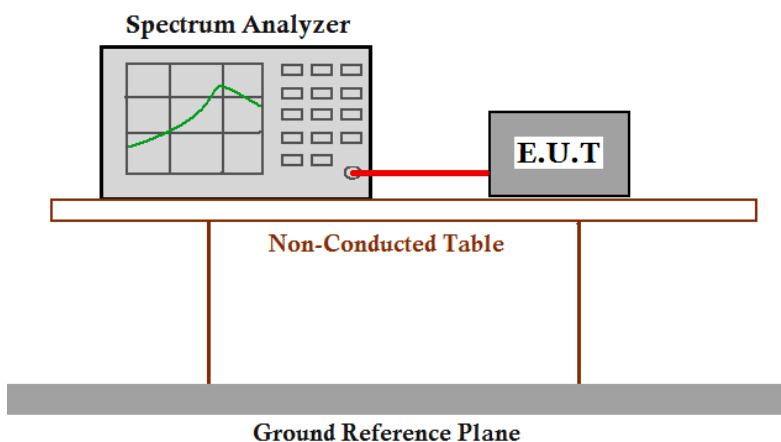 Spectrum Analyzer
E.U.T
Non-Conducted Table
Ground Reference Plane